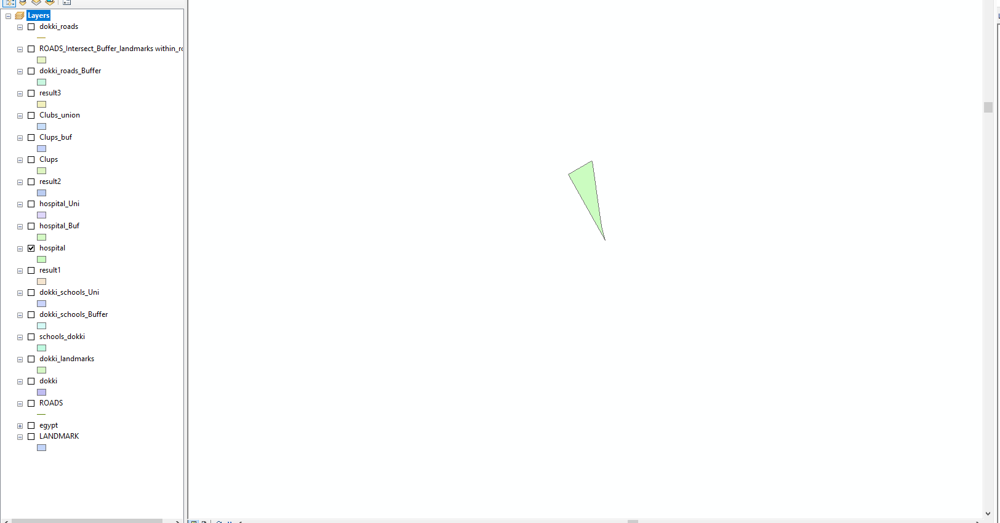 Layers
dokki_roads
ROADS_Intersect_Buffer_landmarks within_ro
dokki_roads_Buffer
result3
Clubs_union
Clups_buf
Clups
result2
hospital_Uni
hospital_Buf
hospital
result1
dokki_schools_Uni
dokki_schools_Buffer
schools_dokki
dokki_landmarks
dokki
ROADS
egypt
LANDMARK